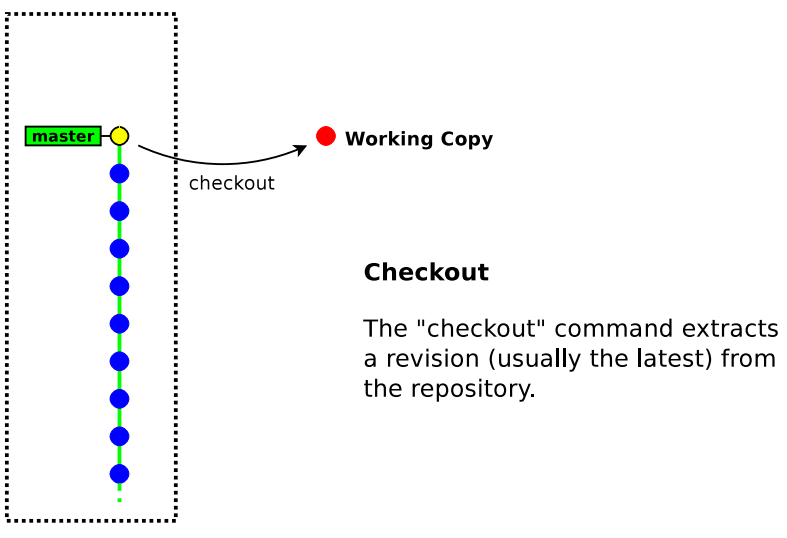 master
Working Copy
checkout
Checkout
The "checkout" command extracts
a revision (usually the latest) from
the repository.